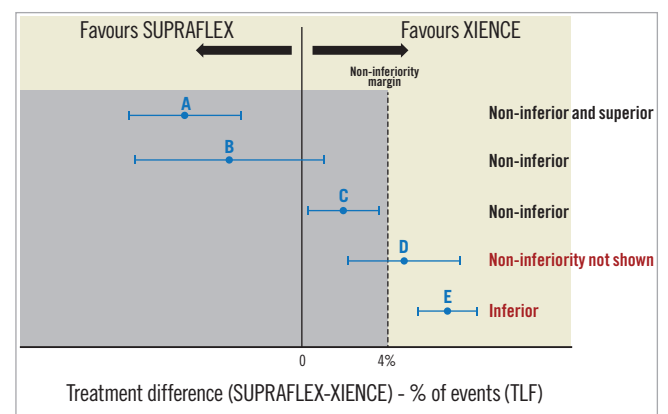 Favours SUPRAFLEX
Favours XIENCE
Non-inferiority
margin
A
Non-inferior and superior
B
Non-inferior
C
Non-inferior
D
Non-inferiority not shown
E
Inferior
0
4%
Treatment difference (SUPRAFLEX-XIENCE) - % of events (TLF)